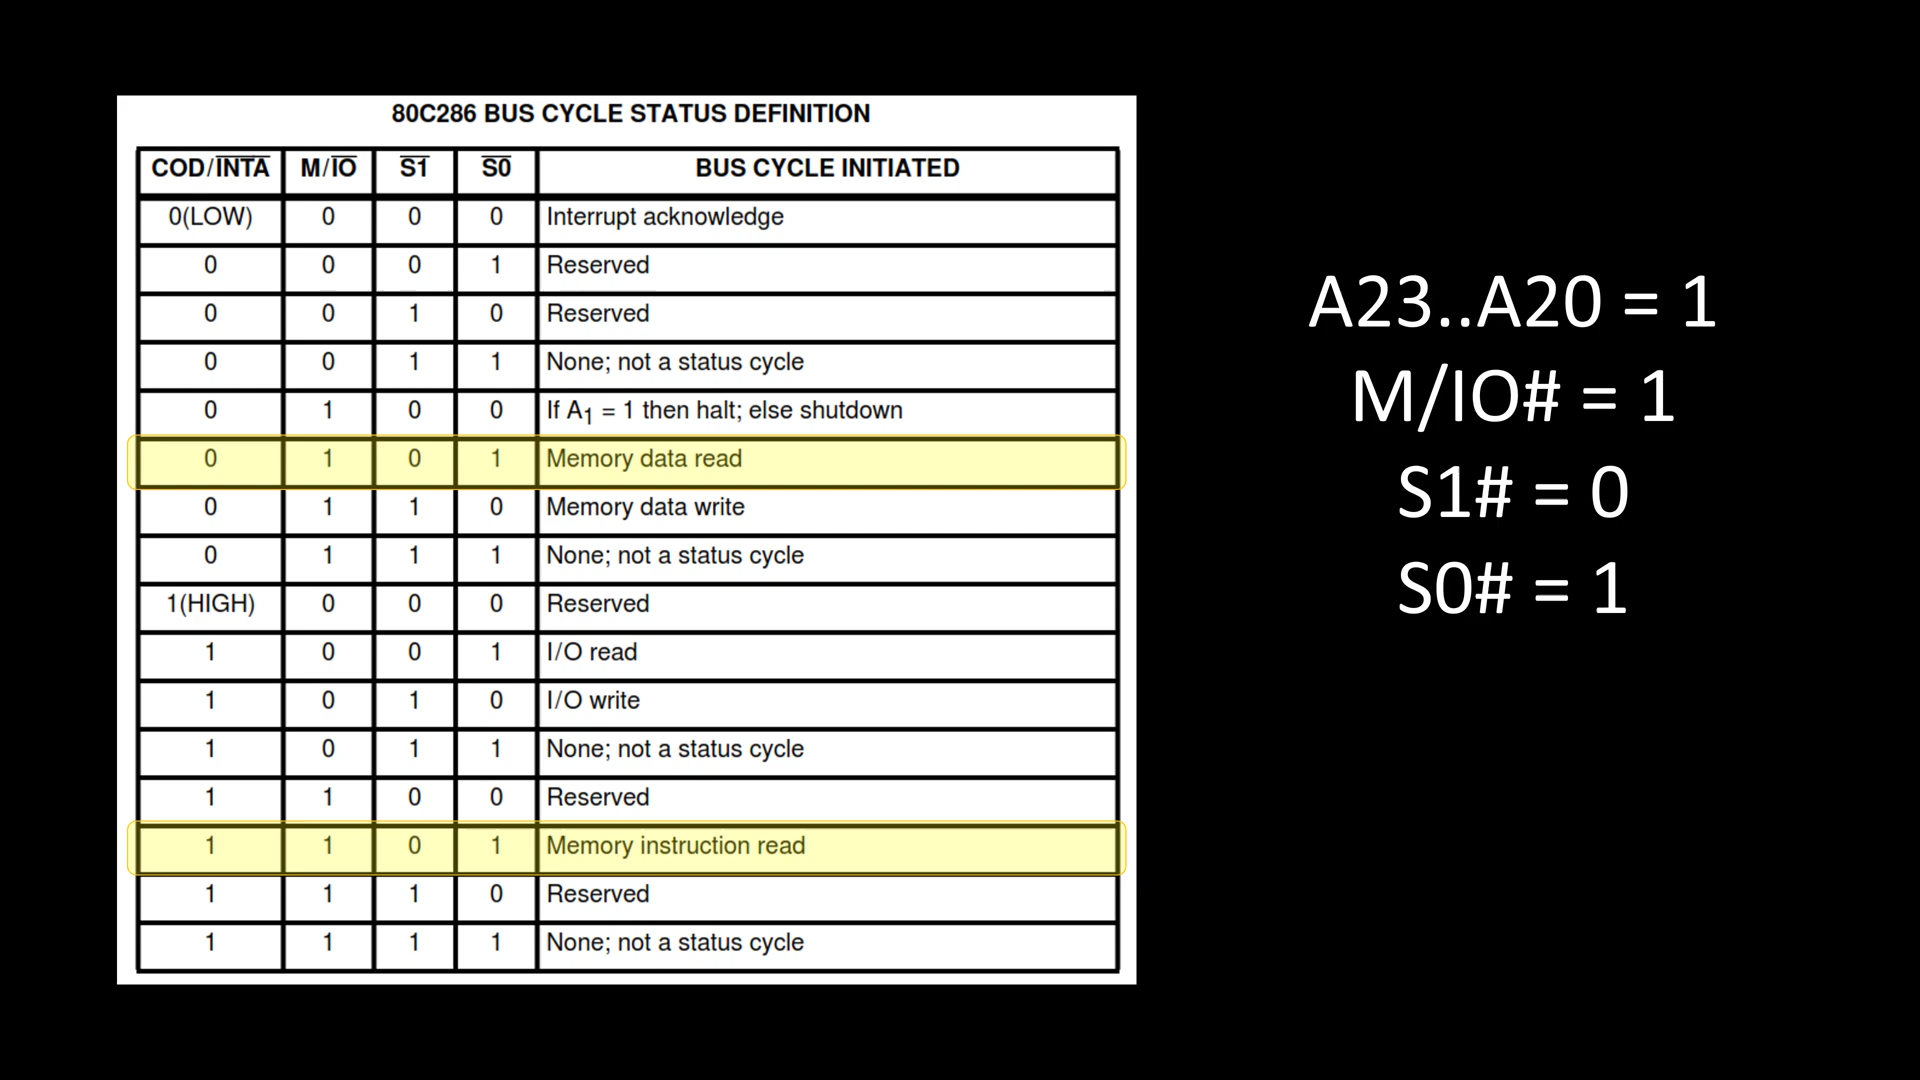 80C286 BUS CYCLE STATUS DEFINITION
COD/INTA M/IO S1 S0 BUS CYCLE INITIATED
0(LOW) 0 0 0 Interrupt acknowledge
0 0 0 1 Reserved
0 0 1 0 Reserved
0 0 1 1 None; not a status cycle
0 1 0 0 If A1 = 1 then halt; else shutdown
0 1 0 1 Memory data read
0 1 1 0 Memory data write
0 1 1 1 None; not a status cycle
1(HIGH) 0 0 0 Reserved
1 0 0 1 I/O read
1 0 1 0 I/O write
1 0 1 1 None; not a status cycle
1 1 0 0 Reserved
1 1 0 1 Memory instruction read
1 1 1 0 Reserved
1 1 1 1 None; not a status cycle
A23..A20 = 1
M/IO# = 1
S1# = 0
S0# = 1